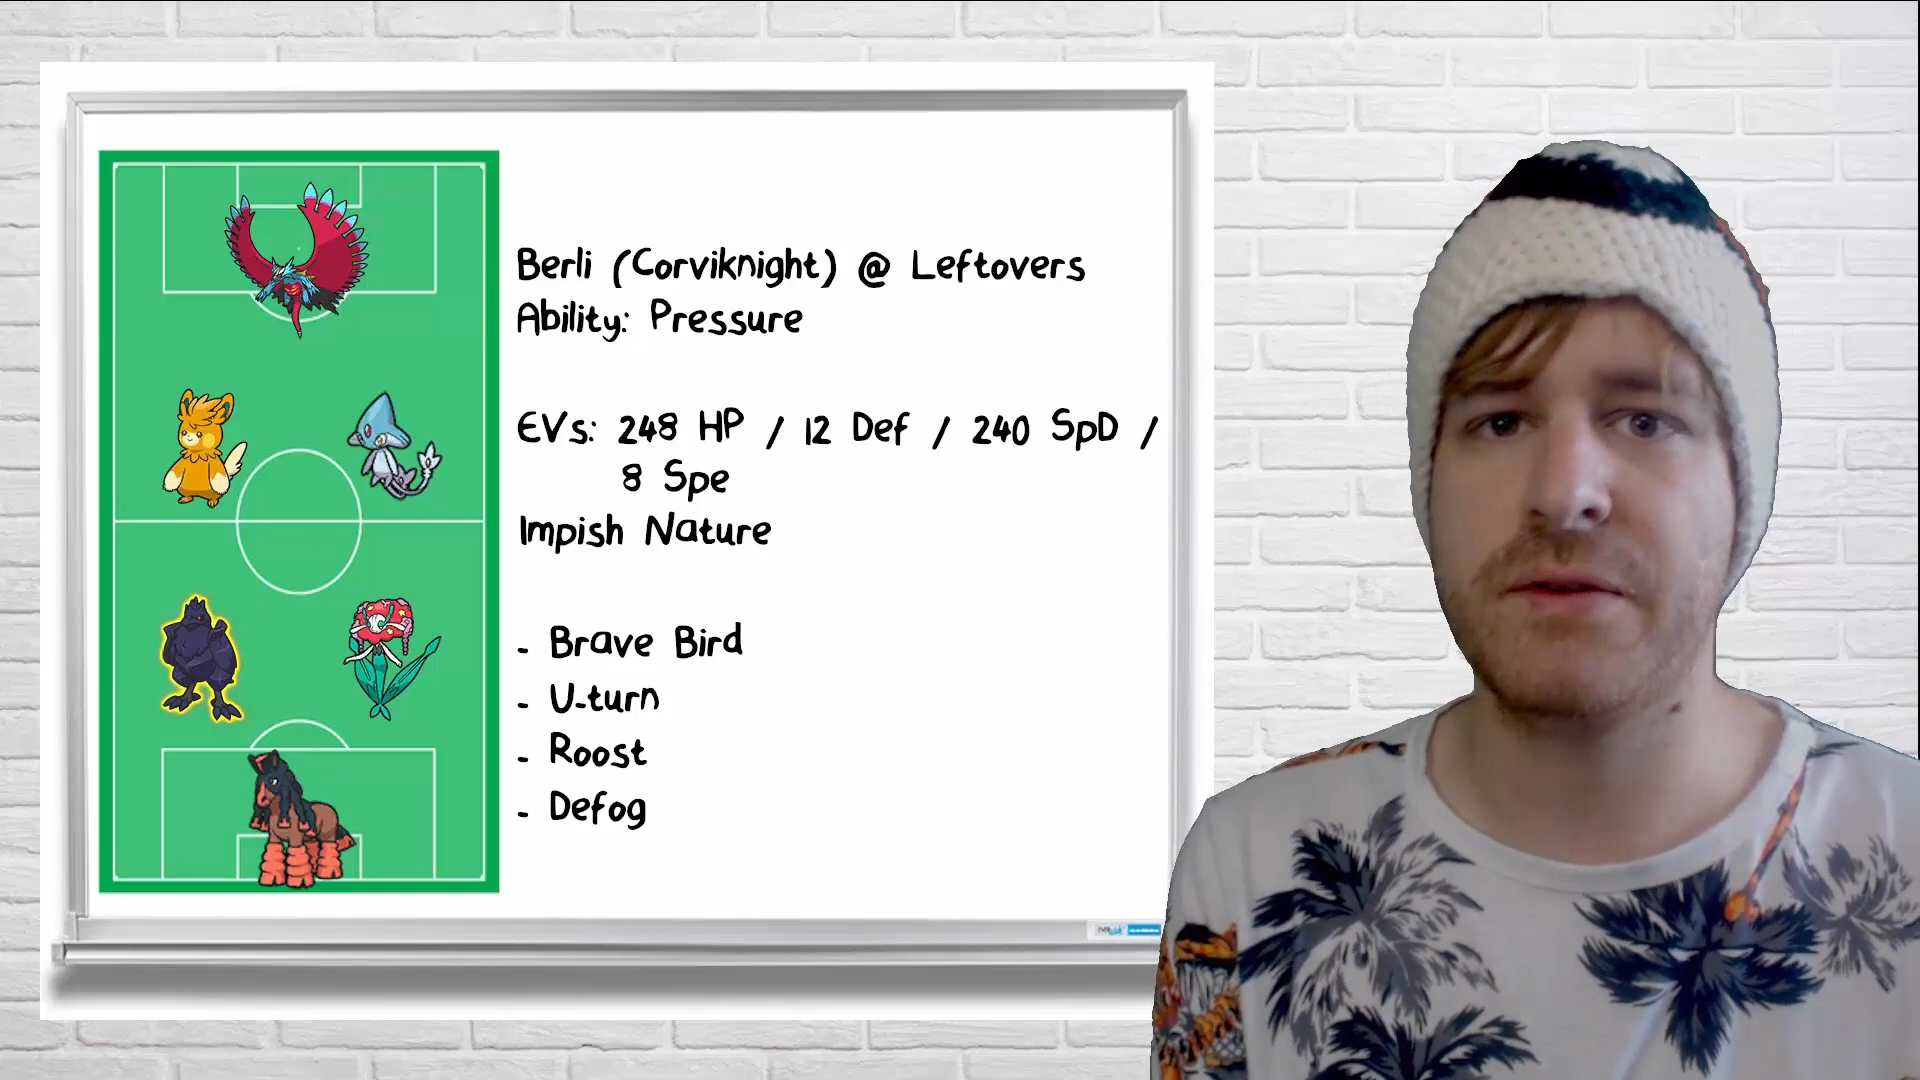 Berli (Corviknight) @ Leftovers
Ability: Pressure
EVs: 248 HP / 12 Def / 240 SpD /
8 Spe
Impish Nature
- Brave Bird
- U-turn
- Roost
- Defog